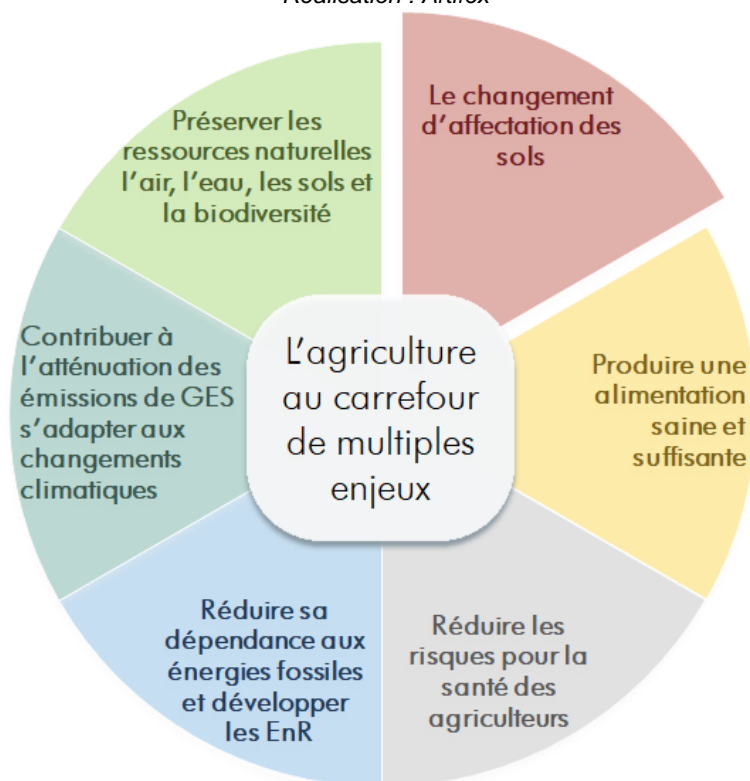 Réalisation : Artifex
Le changement
d'affectation des
sols
Produire une
alimentation
saine et
suffisante
Réduire les
risques pour la
santé des
agriculteurs
Réduire sa
dépendance aux
énergies fossiles
et développer
les EnR
Contribuer à
l'atténuation des
émissions de GES
s'adapter aux
changements
climatiques
Préserver les
ressources naturelles
l'air, l'eau, les sols et
la biodiversité
L'agriculture
au carrefour
de multiples
enjeux